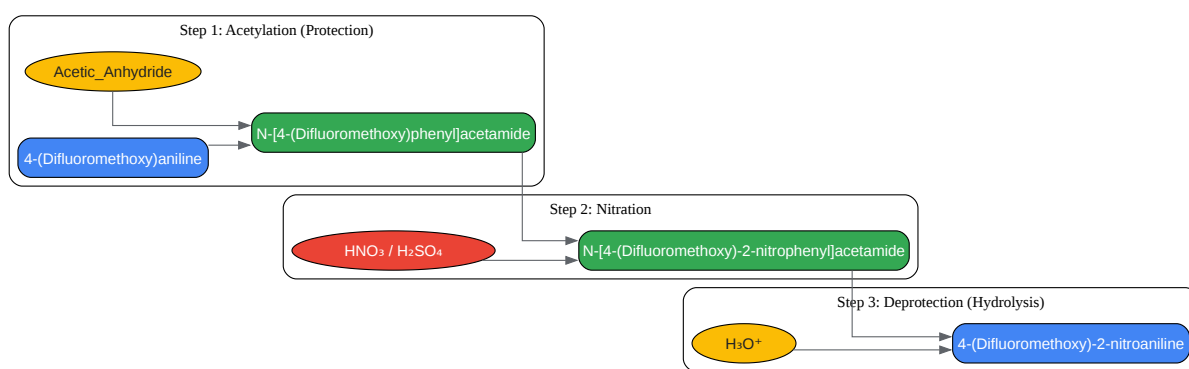 Step 1: Acetylation (Protection)
Acetic_Anhydride
N-[4-(Difluoromethoxy)phenyl]acetamide
4-(Difluoromethoxy)aniline
Step 2: Nitration
HNO₃ / H₂SO₄
N-[4-(Difluoromethoxy)-2-nitrophenyl]acetamide
Step 3: Deprotection (Hydrolysis)
H₃O⁺
4-(Difluoromethoxy)-2-nitroaniline